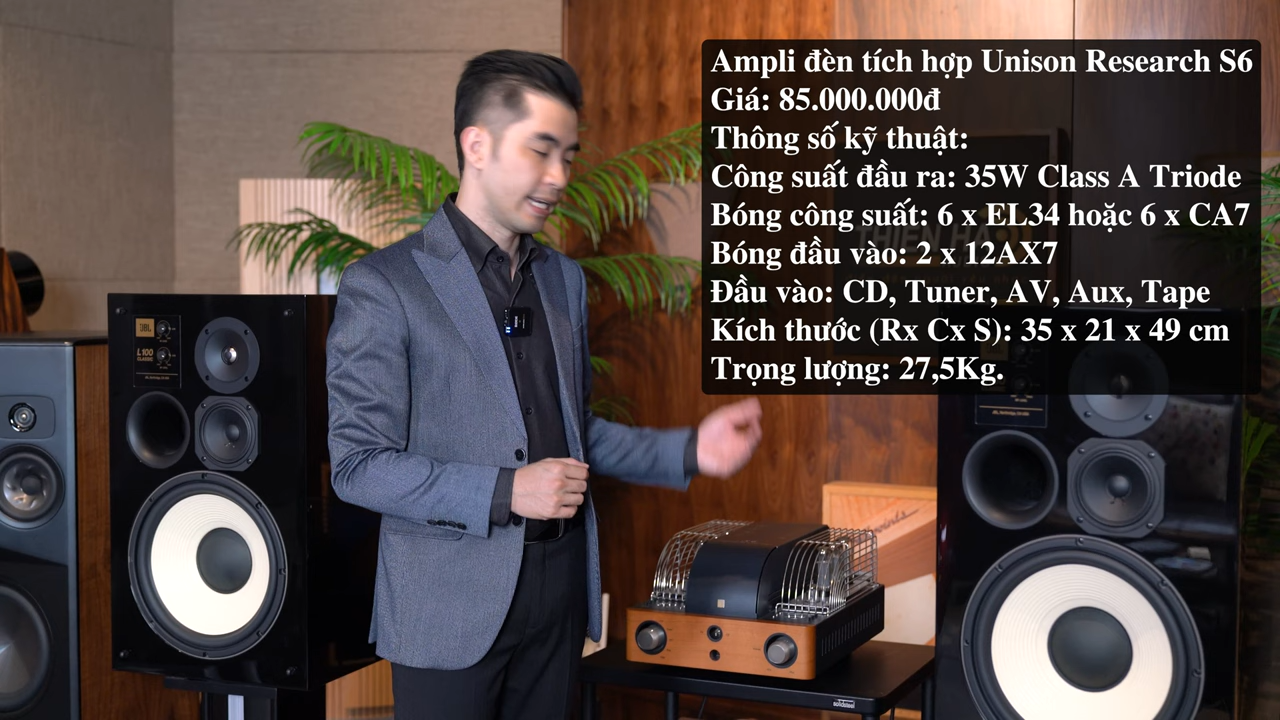 Ampli đèn tích hợp Unison Research S6
Giá: 85.000.000đ
Thông số kỹ thuật:
Công suất đầu ra: 35W Class A Triode
Bóng công suất: 6 x EL34 hoặc 6 x CA7
Bóng đầu vào: 2 x 12AX7
Đầu vào: CD, Tuner, AV, Aux, Tape
Kích thước (Rx Cx S): 35 x 21 x 49 cm
Trọng lượng: 27,5Kg.
JBL
L100
CLASSIC
solidsteel